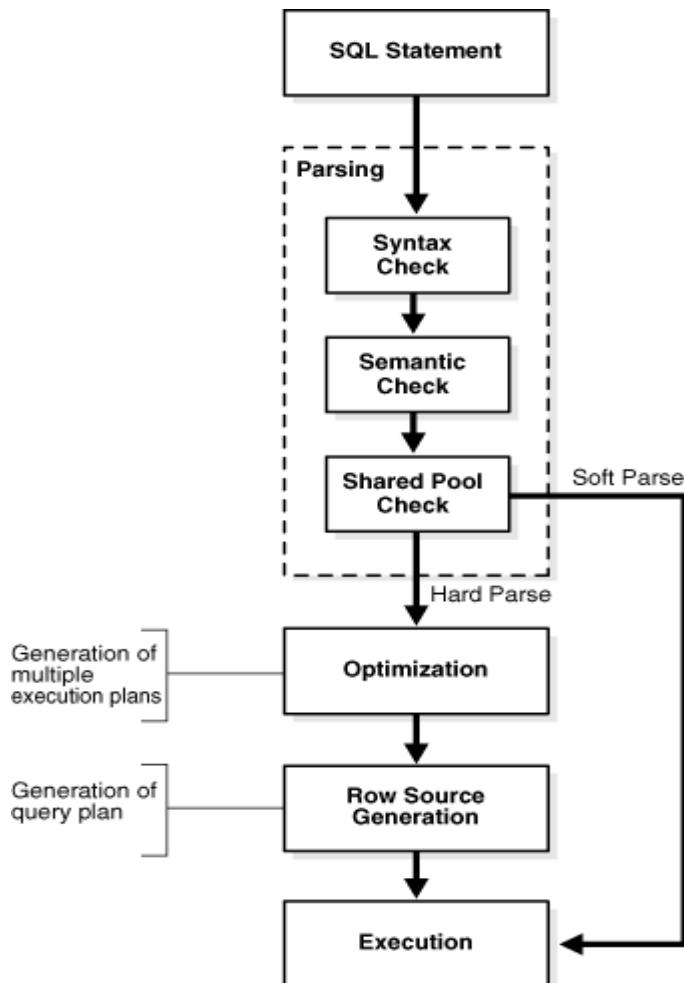 SQL Statement
Parsing
Syntax
Check
Semantic
Check
Shared Pool
Check
Soft Parse
Hard Parse
Generation of
multiple
execution plans
Optimization
Generation of
query plan
Row Source
Generation
Execution